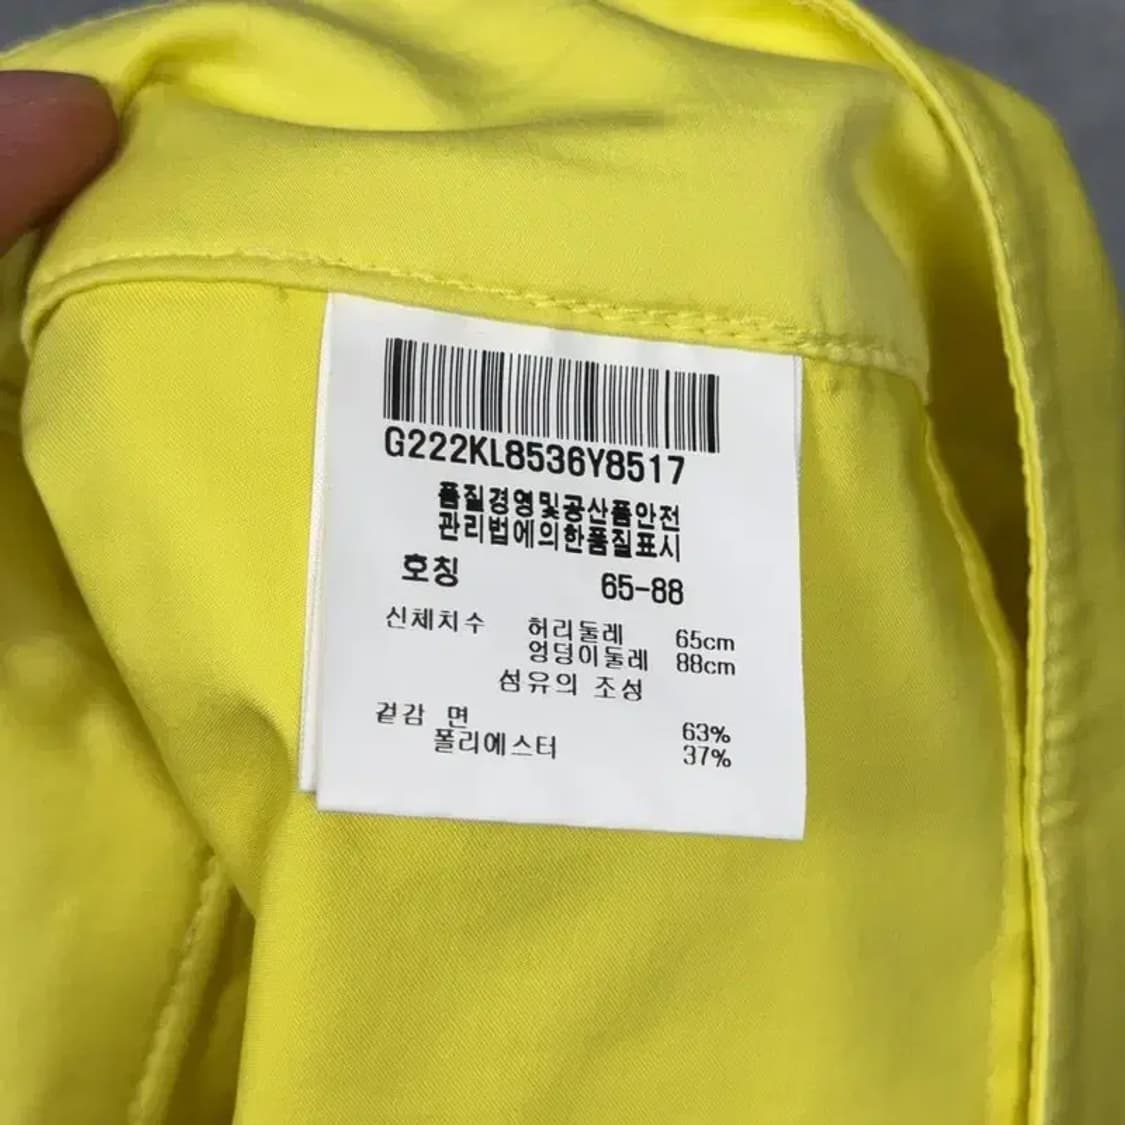 G222KL8536Y8517
품질경영및공산품안전
관리법에의한품질표시
호칭 65-88
신체치수 허리둘레 65cm
엉덩이둘레 88cm
섬유의 조성
겉감 면 63%
폴리에스터 37%